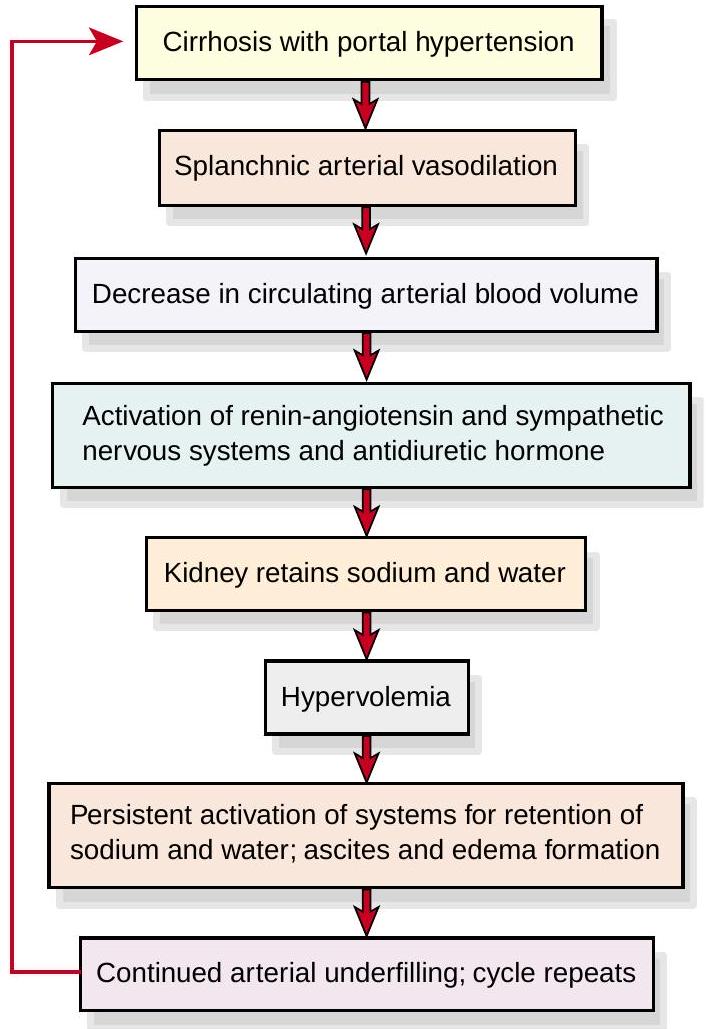 Cirrhosis with portal hypertension
Splanchnic arterial vasodilation
Decrease in circulating arterial blood volume
Activation of renin-angiotensin and sympathetic
nervous systems and antidiuretic hormone
Kidney retains sodium and water
Hypervolemia
Persistent activation of systems for retention of
sodium and water; ascites and edema formation
Continued arterial underfilling; cycle repeats